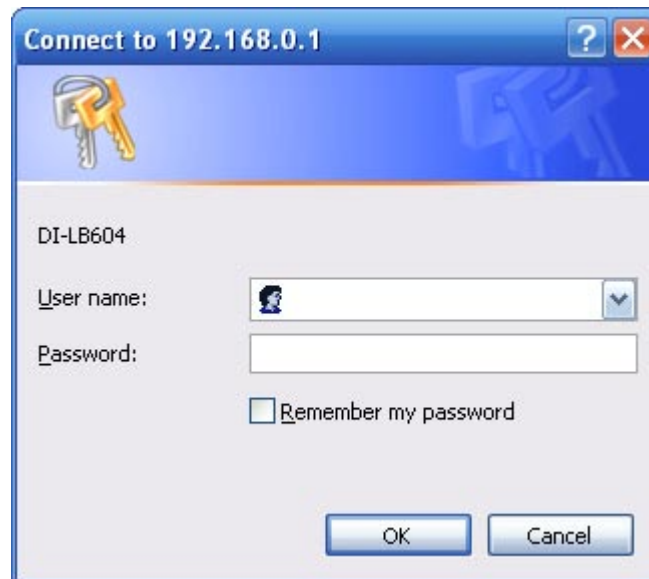 Connect to 192.168.0.1
DI-LB604
User name:
Password:
Remember my password
OK Cancel